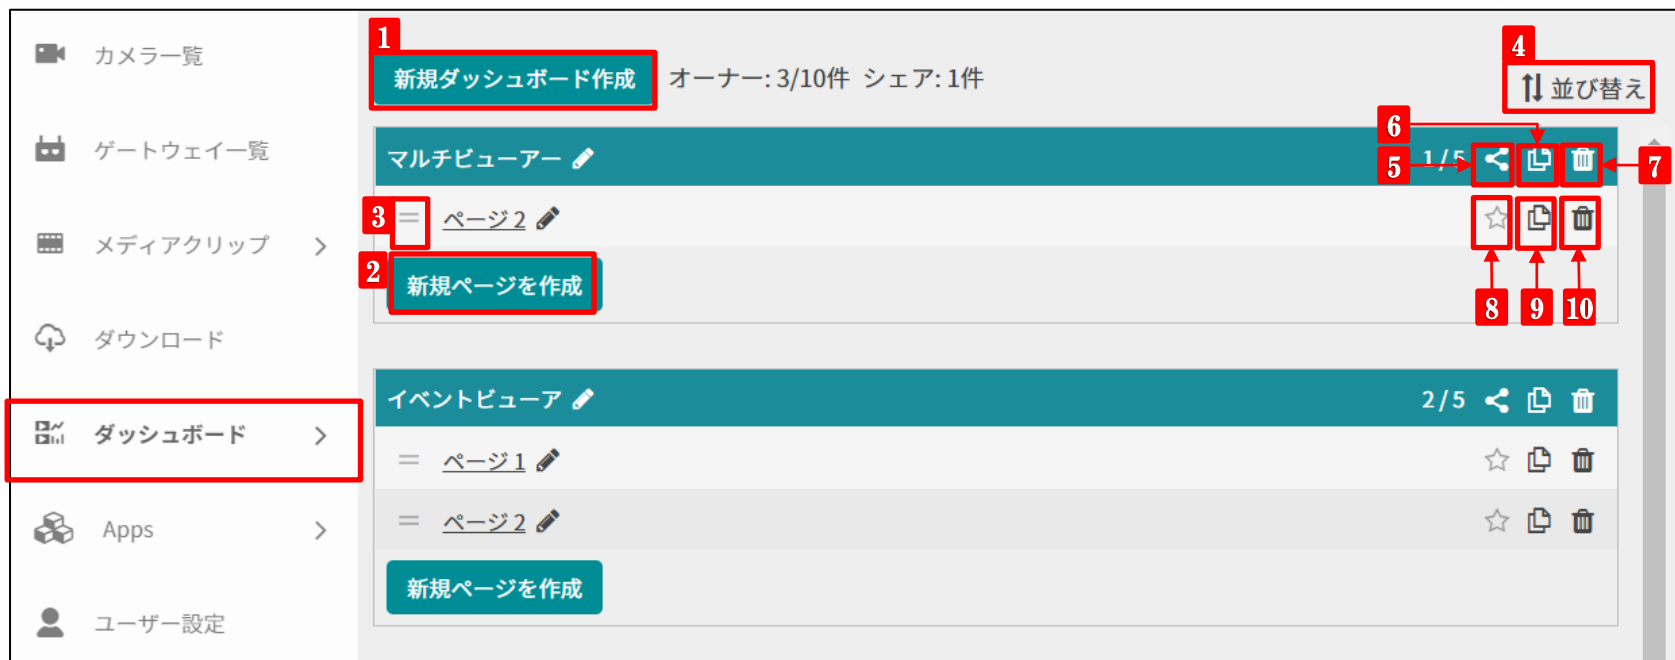 カメラ一覧
ゲートウェイ一覧
メディアクリップ
ダウンロード
ダッシュボード
Apps
ユーザー設定
1
新規ダッシュボード作成 オーナー: 3/10件 シェア: 1件
4
並び替え
マルチビューアー 1 / 5
6
5
7
3
ページ 2
2
新規ページを作成
8 9 10
イベントビューア 2 / 5
ページ 1
ページ 2
新規ページを作成